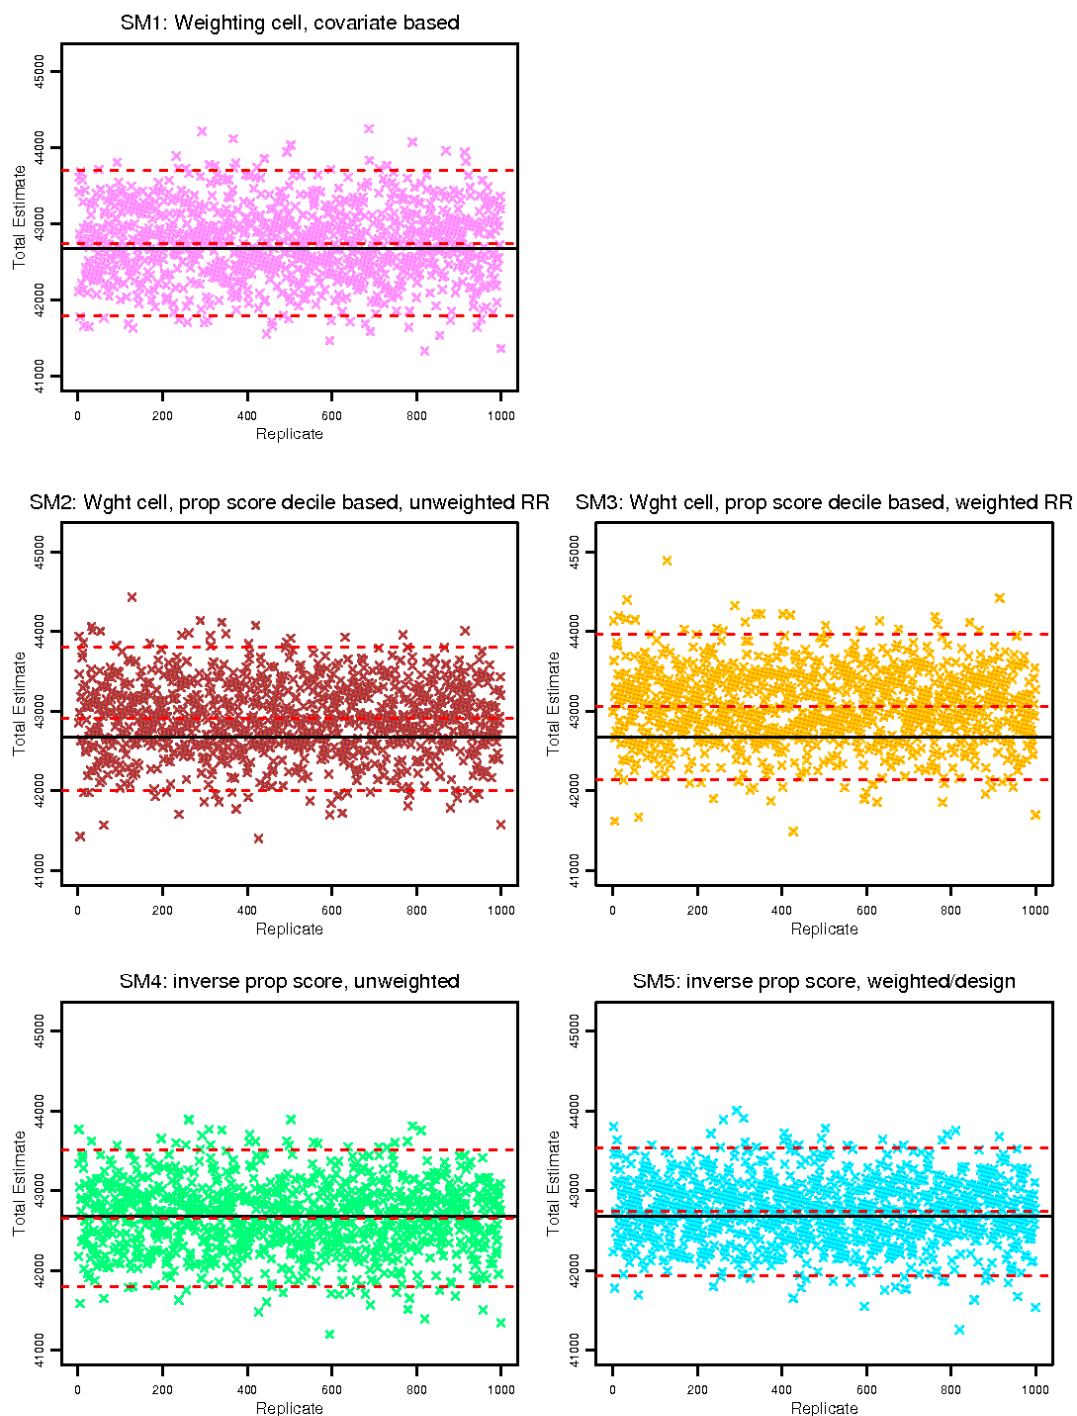 SM1: Weighting cell, covariate based
Total Estimate
45000
44000
43000
42000
41000
0 200 400 600 800 1000
Replicate
SM2: Wght cell, prop score decile based, unweighted RR
Total Estimate
45000
44000
43000
42000
41000
0 200 400 600 800 1000
Replicate
SM3: Wght cell, prop score decile based, weighted RR
Total Estimate
45000
44000
43000
42000
41000
0 200 400 600 800 1000
Replicate
SM4: inverse prop score, unweighted
Total Estimate
45000
44000
43000
42000
41000
0 200 400 600 800 1000
Replicate
SM5: inverse prop score, weighted/design
Total Estimate
45000
44000
43000
42000
41000
0 200 400 600 800 1000
Replicate